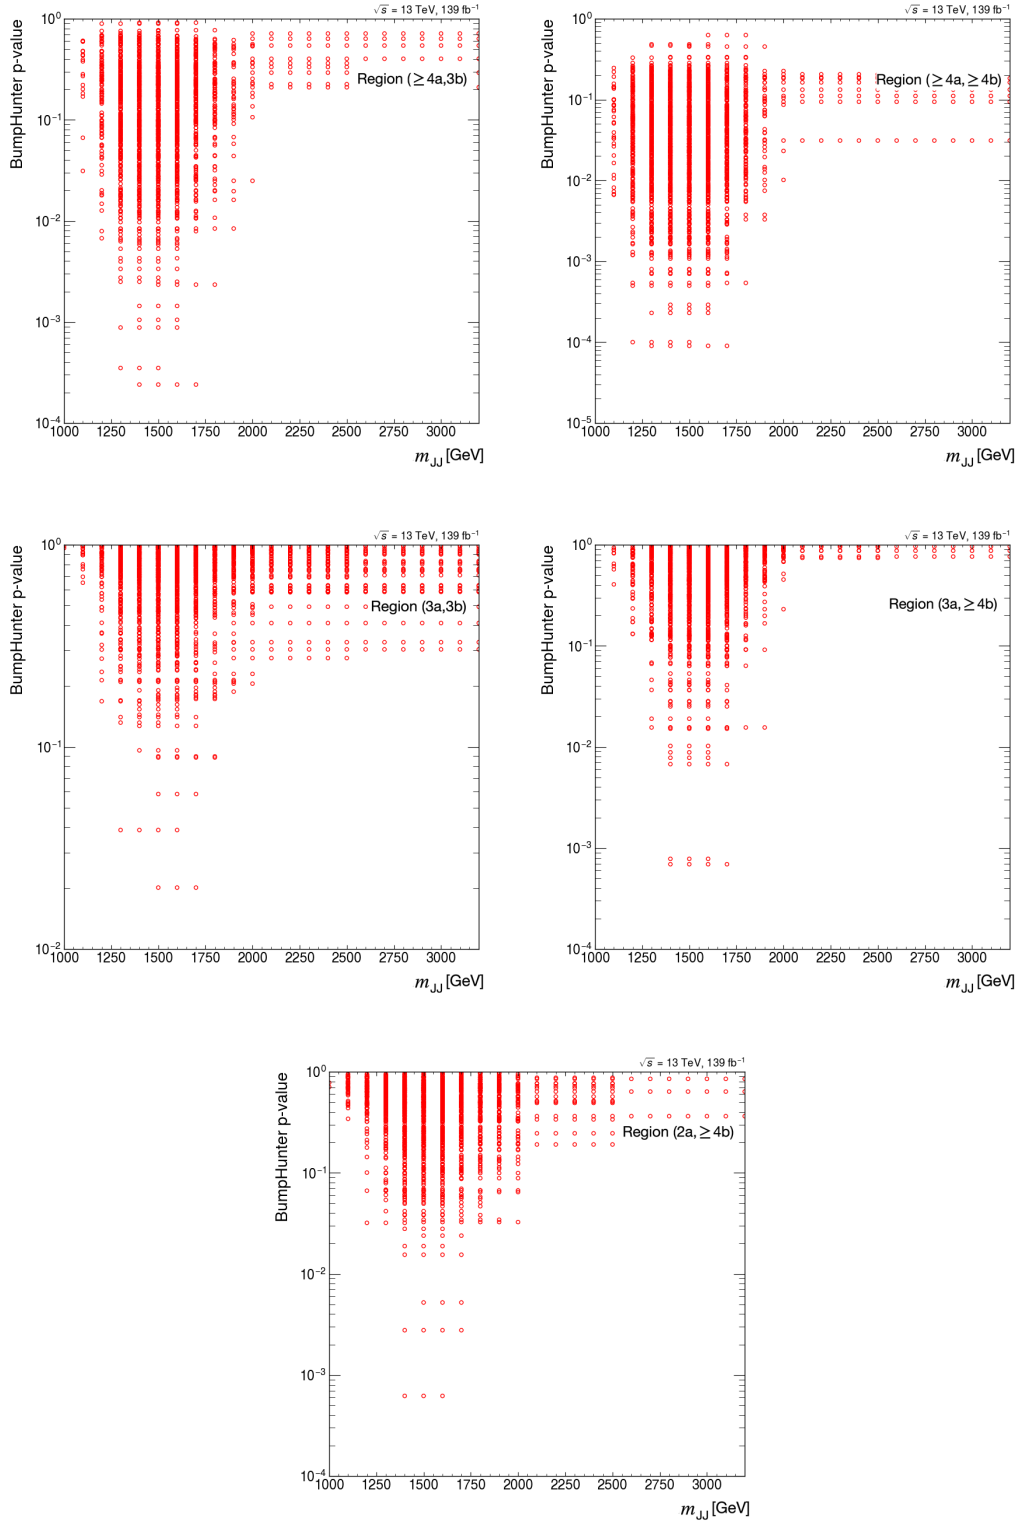 √s = 13 TeV, 139 fb⁻¹
BumpHunter p-value
10⁰
10⁻¹
10⁻²
10⁻³
10⁻⁴
Region (≥ 4a,3b)
1000 1250 1500 1750 2000 2250 2500 2750 3000
m_JJ [GeV]
√s = 13 TeV, 139 fb⁻¹
BumpHunter p-value
10⁰
10⁻¹
10⁻²
10⁻³
10⁻⁴
10⁻⁵
Region (≥ 4a, ≥ 4b)
1000 1250 1500 1750 2000 2250 2500 2750 3000
m_JJ [GeV]
√s = 13 TeV, 139 fb⁻¹
BumpHunter p-value
10⁰
10⁻¹
10⁻²
Region (3a,3b)
1000 1250 1500 1750 2000 2250 2500 2750 3000
m_JJ [GeV]
√s = 13 TeV, 139 fb⁻¹
BumpHunter p-value
10⁰
10⁻¹
10⁻²
10⁻³
10⁻⁴
Region (3a, ≥ 4b)
1000 1250 1500 1750 2000 2250 2500 2750 3000
m_JJ [GeV]
√s = 13 TeV, 139 fb⁻¹
BumpHunter p-value
10⁰
10⁻¹
10⁻²
10⁻³
10⁻⁴
Region (2a, ≥ 4b)
1000 1250 1500 1750 2000 2250 2500 2750 3000
m_JJ [GeV]